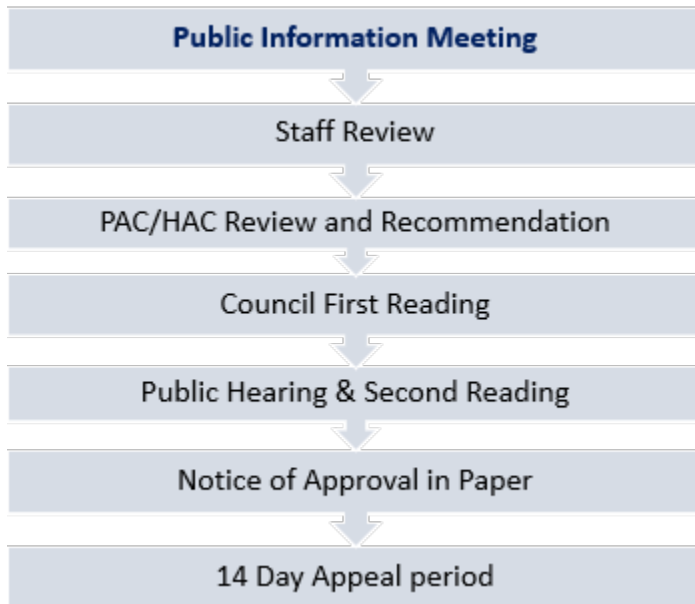 Public Information Meeting
Staff Review
PAC/HAC Review and Recommendation
Council First Reading
Public Hearing & Second Reading
Notice of Approval in Paper
14 Day Appeal period